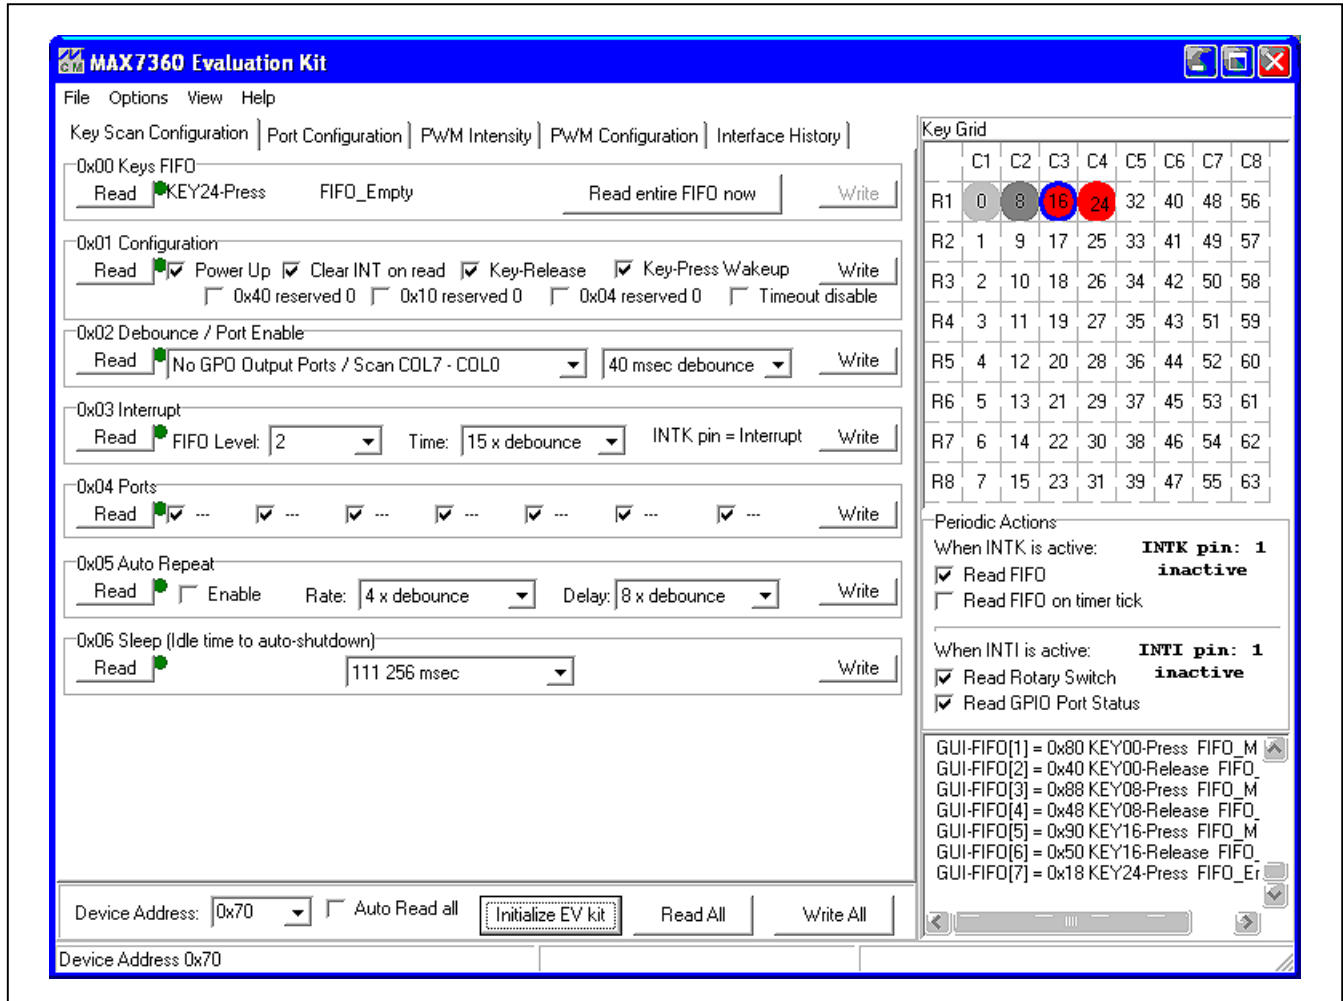 MAX7360 Evaluation Kit
File Options View Help
Key Scan Configuration Port Configuration PWM Intensity PWM Configuration Interface History
0x00 Keys FIFO
Read KEY24-Press FIFO_Empty Read entire FIFO now Write
0x01 Configuration
Read Power Up Clear INT on read Key-Release Key-Press Wakeup Write
0x40 reserved 0 0x10 reserved 0 0x04 reserved 0 Timeout disable
0x02 Debounce / Port Enable
Read No GPO Output Ports / Scan COL7 - COL0 40 msec debounce Write
0x03 Interrupt
Read FIFO Level: 2 Time: 15 x debounce INTK pin = Interrupt Write
0x04 Ports
Read --- --- --- --- --- --- --- Write
0x05 Auto Repeat
Read Enable Rate: 4 x debounce Delay: 8 x debounce Write
0x06 Sleep (Idle time to auto-shutdown)
Read 111 256 msec Write
Device Address: 0x70 Auto Read all Initialize EV kit Read All Write All
Device Address 0x70
Key Grid
C1 C2 C3 C4 C5 C6 C7 C8
R1 0 8 16 24 32 40 48 56
R2 1 9 17 25 33 41 49 57
R3 2 10 18 26 34 42 50 58
R4 3 11 19 27 35 43 51 59
R5 4 12 20 28 36 44 52 60
R6 5 13 21 29 37 45 53 61
R7 6 14 22 30 38 46 54 62
R8 7 15 23 31 39 47 55 63
Periodic Actions
When INTK is active: INTK pin: 1
inactive
Read FIFO
Read FIFO on timer tick
When INTI is active: INTI pin: 1
inactive
Read Rotary Switch
Read GPIO Port Status
GUI-FIFO[1] = 0x80 KEY00-Press FIFO_M
GUI-FIFO[2] = 0x40 KEY00-Release FIFO_
GUI-FIFO[3] = 0x88 KEY08-Press FIFO_M
GUI-FIFO[4] = 0x48 KEY08-Release FIFO_
GUI-FIFO[5] = 0x90 KEY16-Press FIFO_M
GUI-FIFO[6] = 0x50 KEY16-Release FIFO_
GUI-FIFO[7] = 0x18 KEY24-Press FIFO_Er